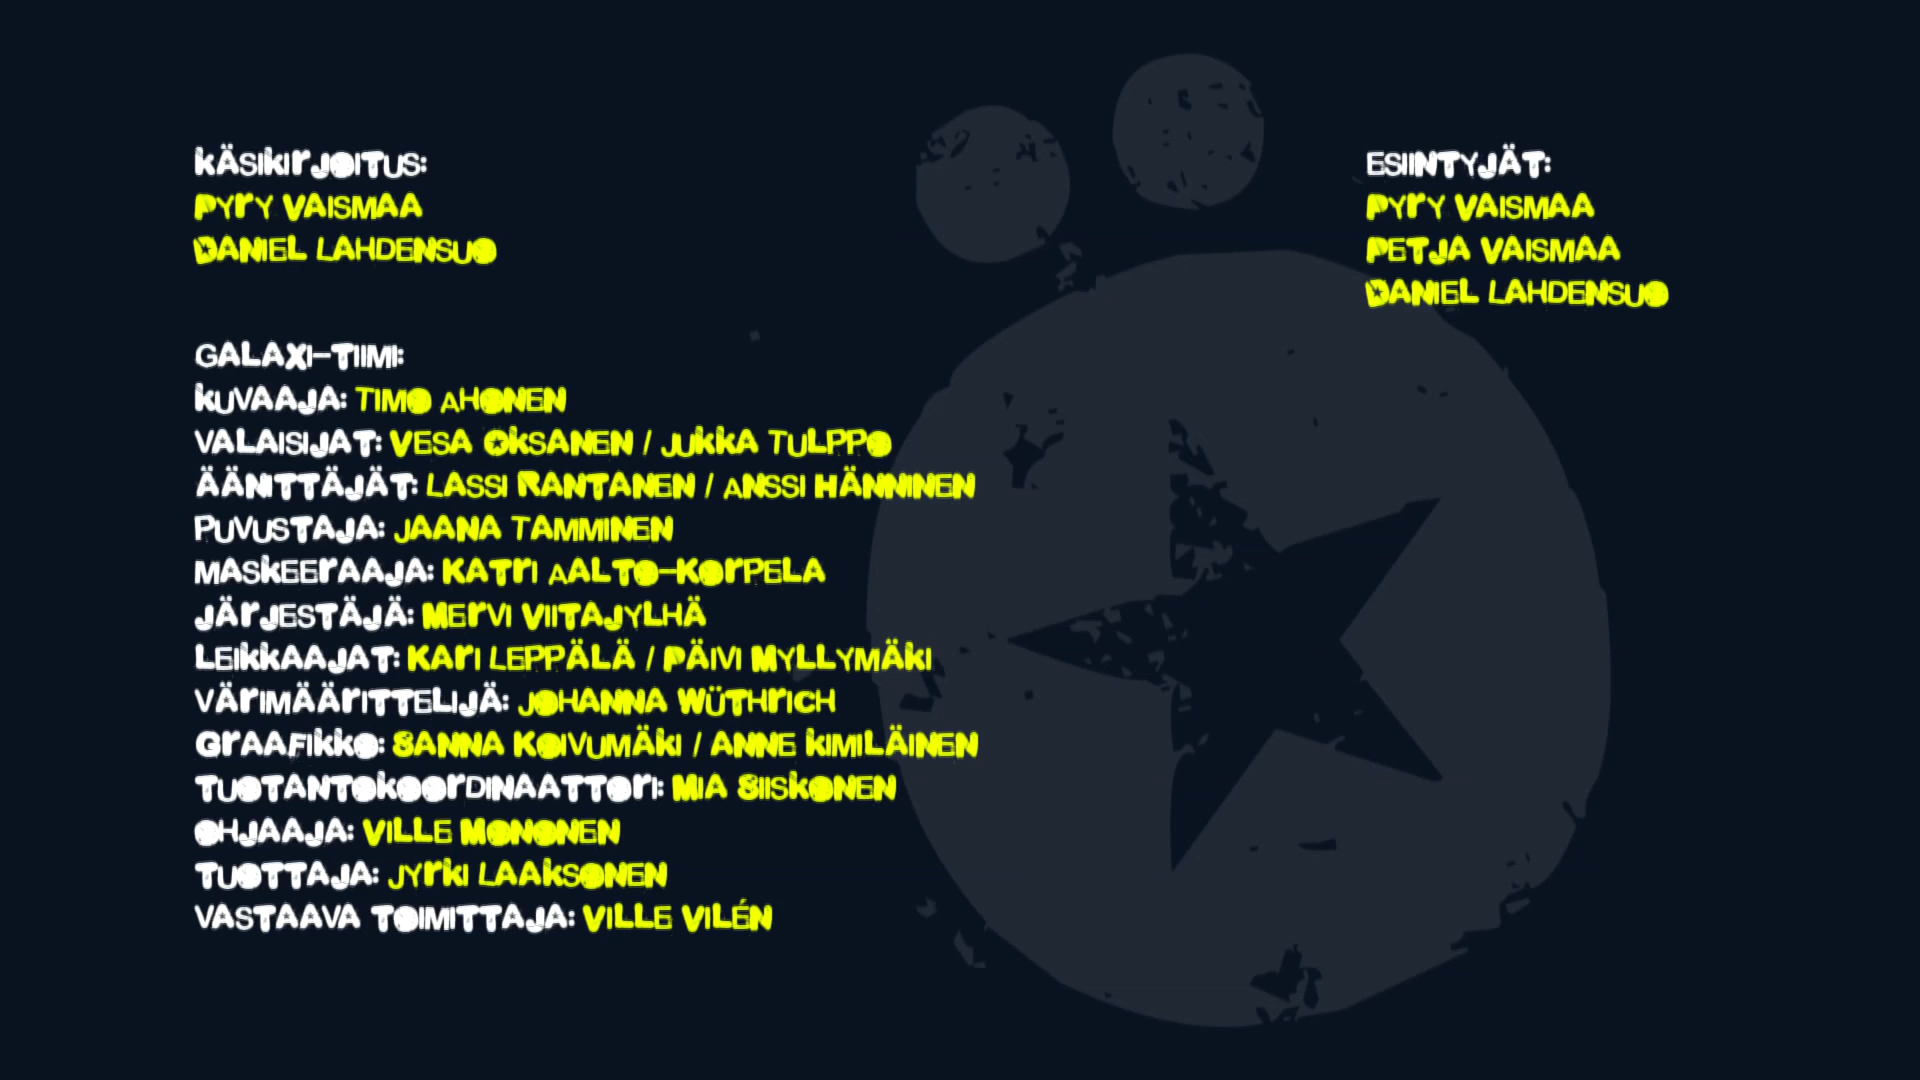 KÄSIKIRJOITUS:
PYRY VAISMAA
DANIEL LAHDENSUO
GALAXI-TIIMI:
KUVAAJA: TIMO AHONEN
VALAISIJAT: VESA OKSANEN / JUKKA TULPPO
ÄÄNITTÄJÄT: LASSI RANTANEN / ANSSI HÄNNINEN
PUVUSTAJA: JAANA TAMMINEN
MASKEERAAJA: KATRI AALTO-KORPELA
JÄRJESTÄJÄ: MERVI VIITAJYLHÄ
LEIKKAAJAT: KARI LEPPÄLÄ / PÄIVI MYLLYMÄKI
VÄRIMÄÄRITTELIJÄ: JOHANNA WÜTHRICH
GRAAFIKKO: SANNA KOIVUMÄKI / ANNE KIMILÄINEN
TUOTANTOKOORDINAATTORI: MIA SIISKONEN
OHJAAJA: VILLE MONONEN
TUOTTAJA: JYRKI LAAKSONEN
VASTAAVA TOIMITTAJA: VILLE VILÉN
ESIINTYJÄT:
PYRY VAISMAA
PETJA VAISMAA
DANIEL LAHDENSUO